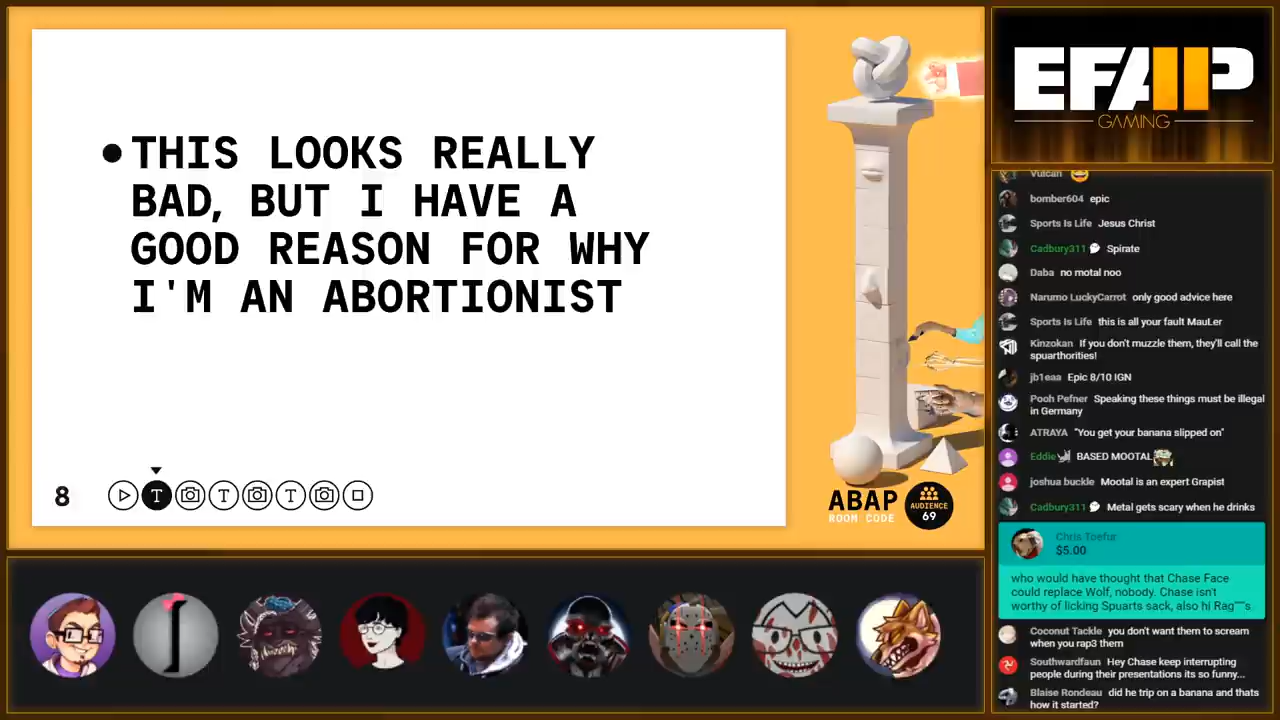 THIS LOOKS REALLY
BAD, BUT I HAVE A
GOOD REASON FOR WHY
I'M AN ABORTIONIST
8
T
T
T
ABAP
ROOM CODE
AUDIENCE
69
EFAP
GAMING
Vulcan
bomber604 epic
Sports Is Life Jesus Christ
Cadbury311 Spirate
Daba no motal noo
Narumo LuckyCarrot only good advice here
Sports Is Life this is all your fault MauLer
Kinzokan If you don't muzzle them, they'll call the
spuarthorities!
jb1eaa Epic 8/10 IGN
Pooh Pefner Speaking these things must be illegal
in Germany
ATRAYA "You get your banana slipped on"
Eddie BASED MOOTAL
joshua buckle Mootal is an expert Grapist
Cadbury311 Metal gets scary when he drinks
Chris Toefur
$5.00
who would have thought that Chase Face
could replace Wolf, nobody. Chase isn't
worthy of licking Spuarts sack, also hi Rag"“s
Coconut Tackle you don't want them to scream
when you rap3 them
Southwardfaun Hey Chase keep interrupting
people during their presentations its so funny...
Blaise Rondeau did he trip on a banana and thats
how it started?